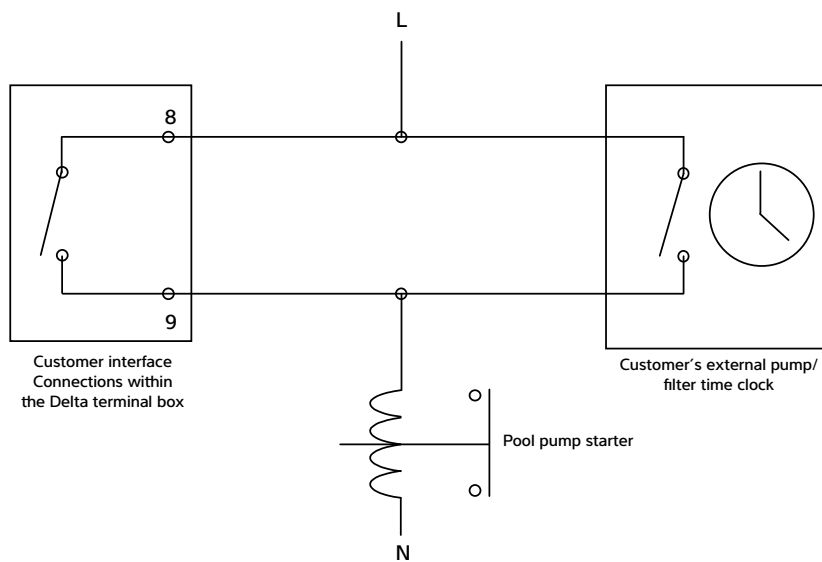 L
8
9
Customer interface
Connections within
the Delta terminal box
Customer´s external pump/
filter time clock
Pool pump starter
N